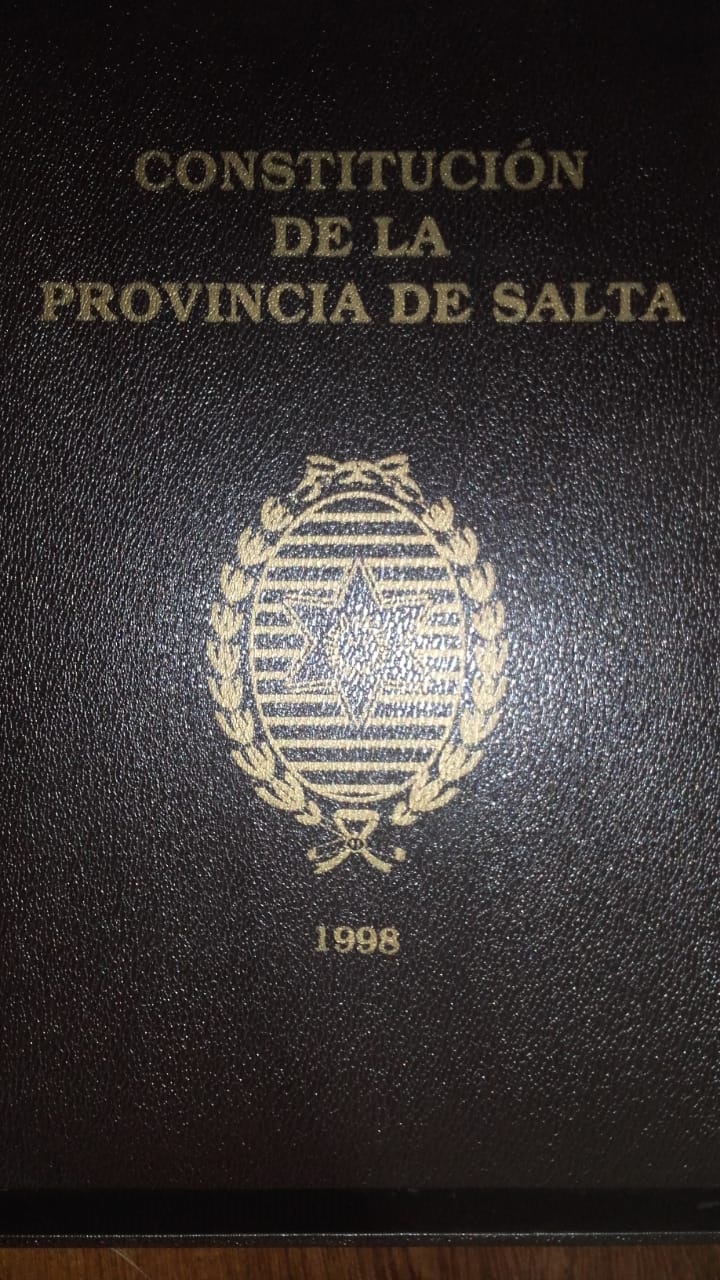 CONSTITUCIÓN
DE LA
PROVINCIA DE SALTA
1998